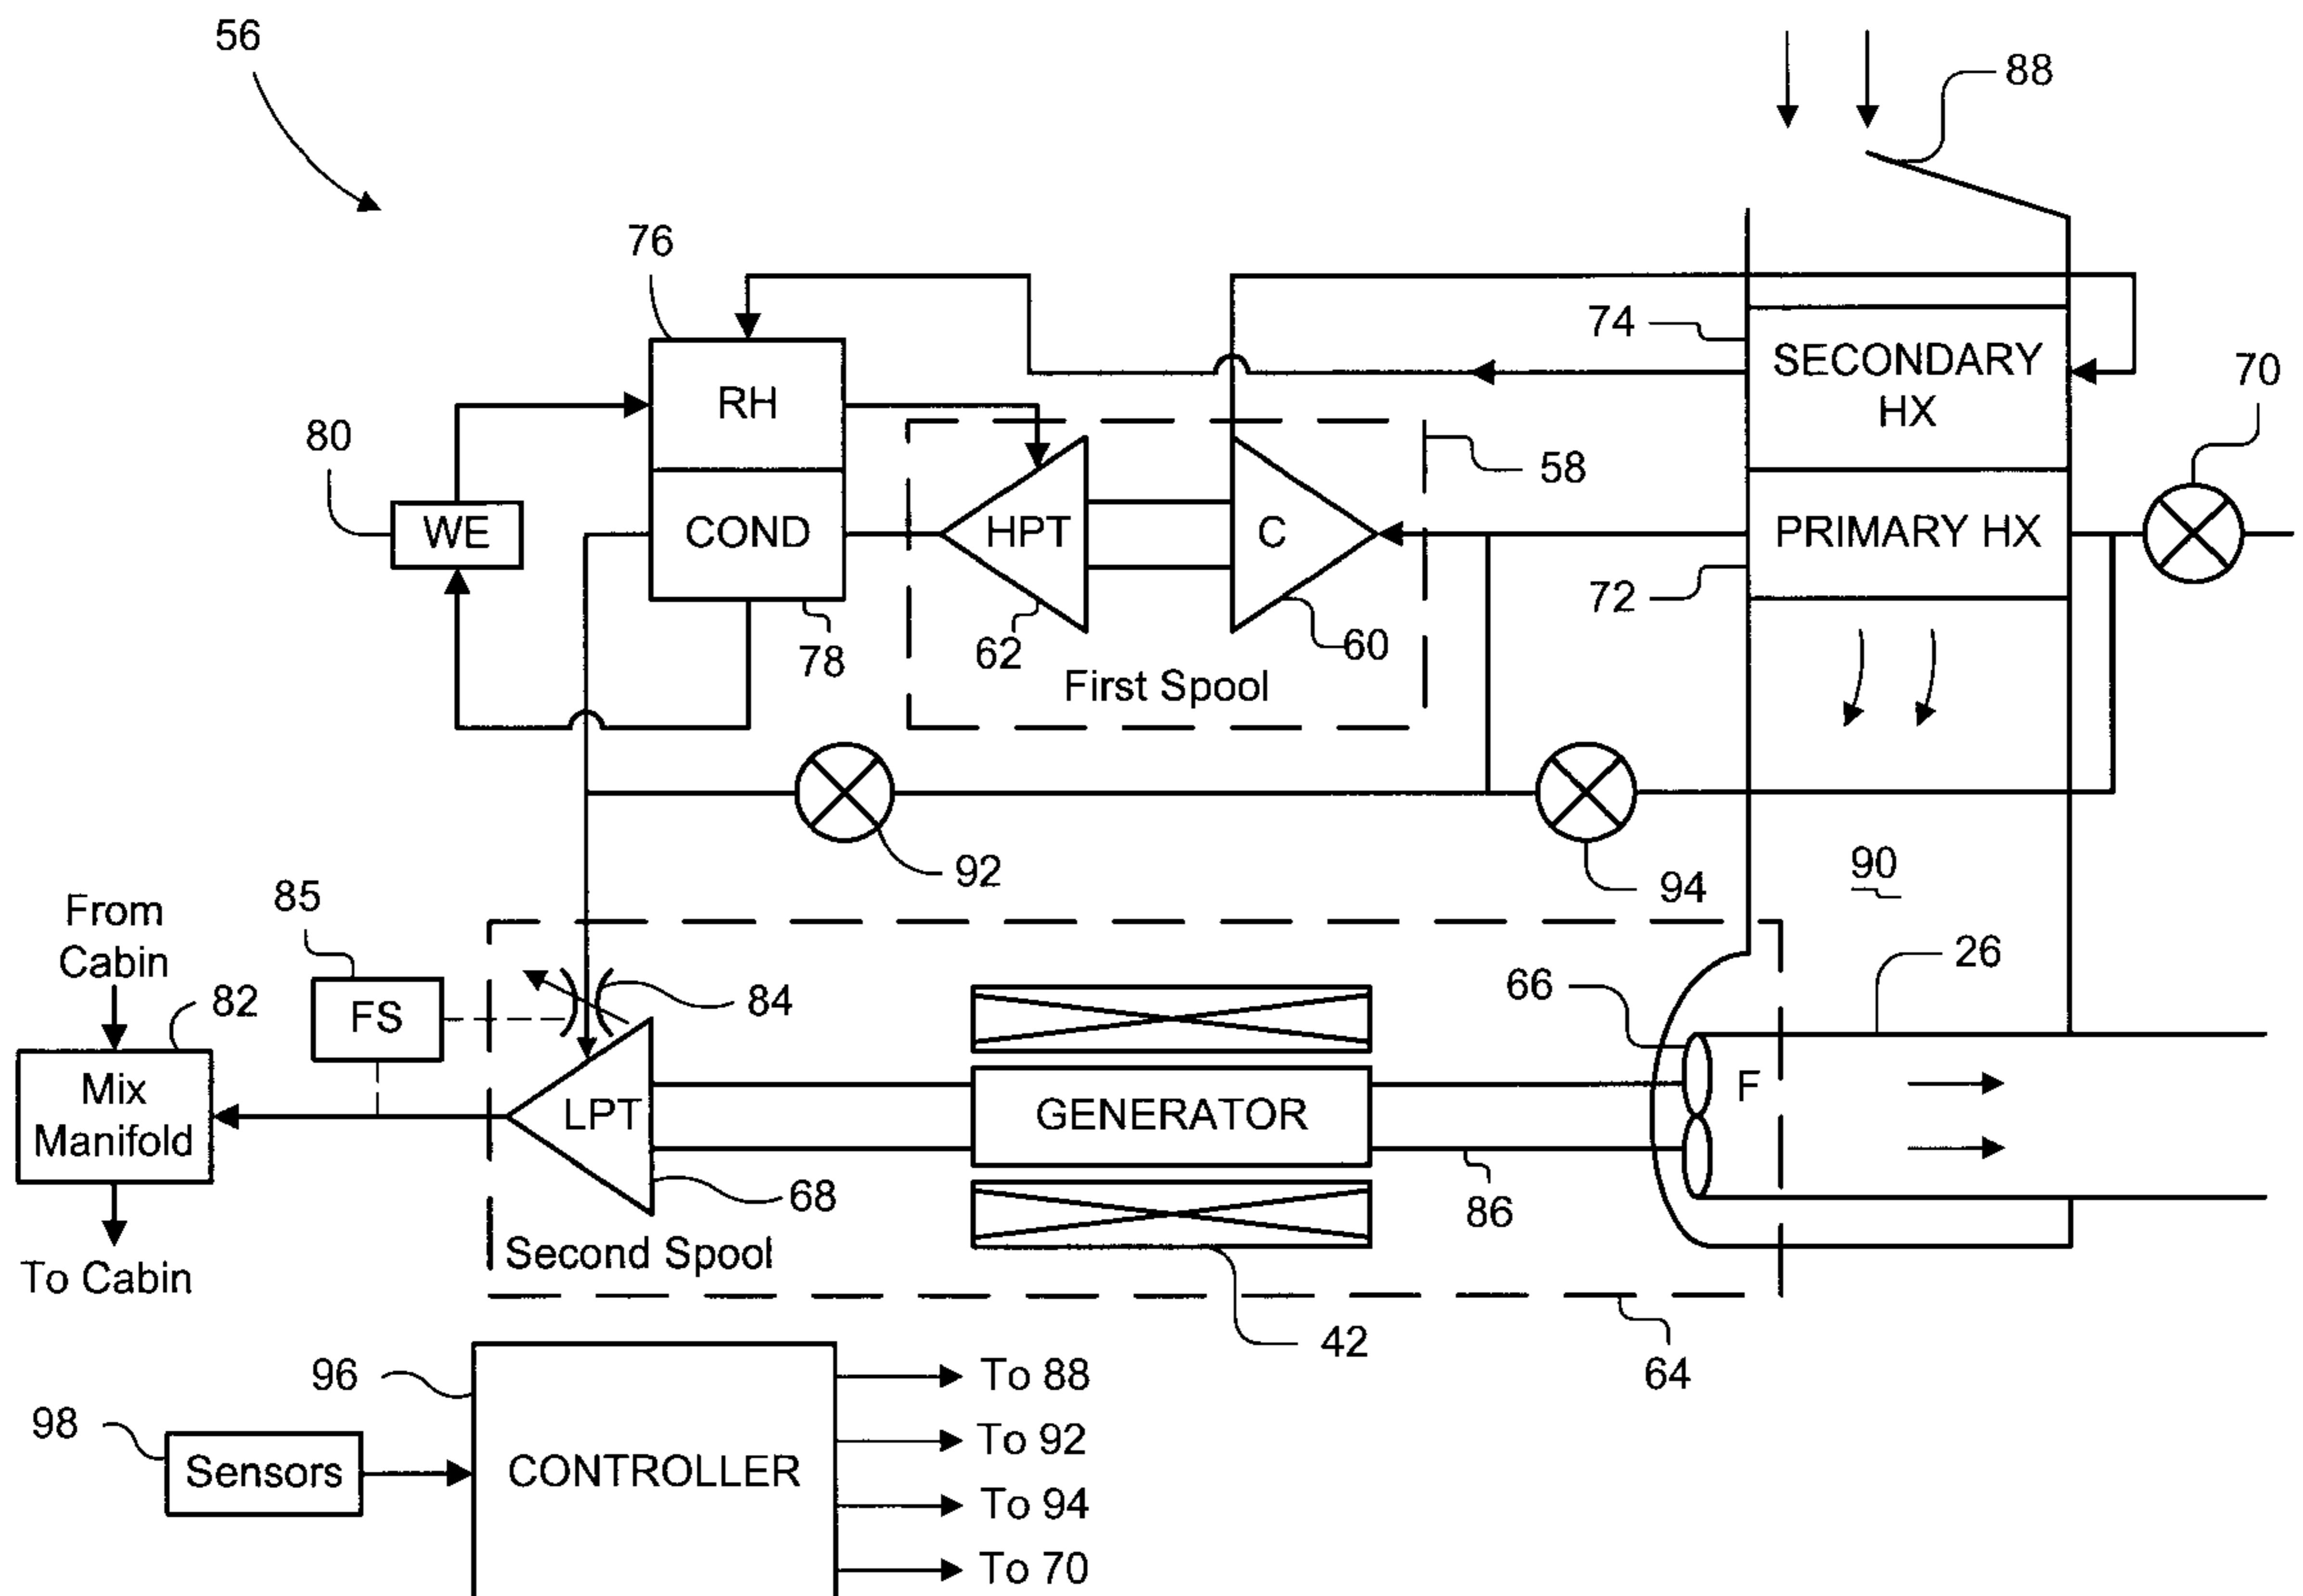 56
88
76
74
SECONDARY
HX
70
RH
80
58
HPT
C
COND
WE
PRIMARY HX
72
62
60
78
First Spool
92
94
90
From
Cabin
85
26
82
84
66
FS
Mix
Manifold
LPT
GENERATOR
F
68
86
Second Spool
To Cabin
42
64
96
To 88
98
To 92
Sensors
CONTROLLER
To 94
To 70